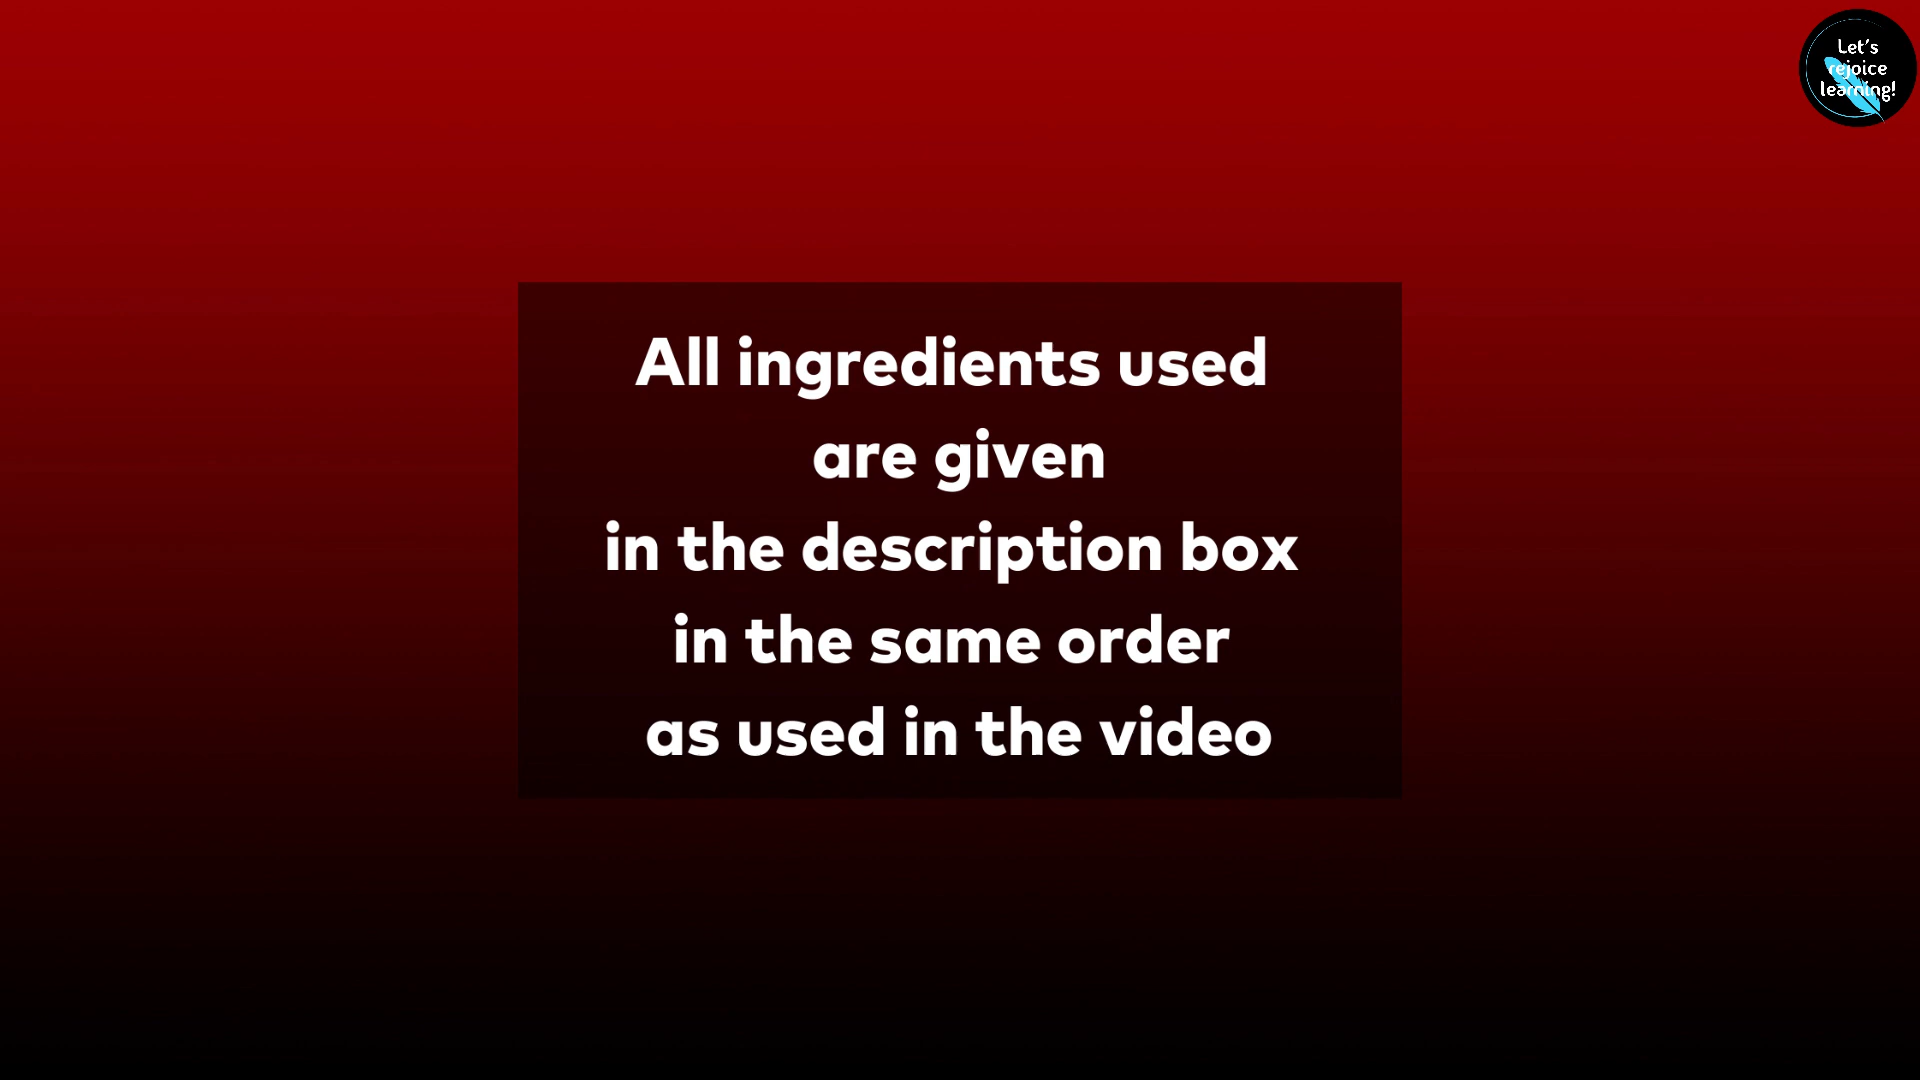 Let's
rejoice
learning!
All ingredients used
are given
in the description box
in the same order
as used in the video